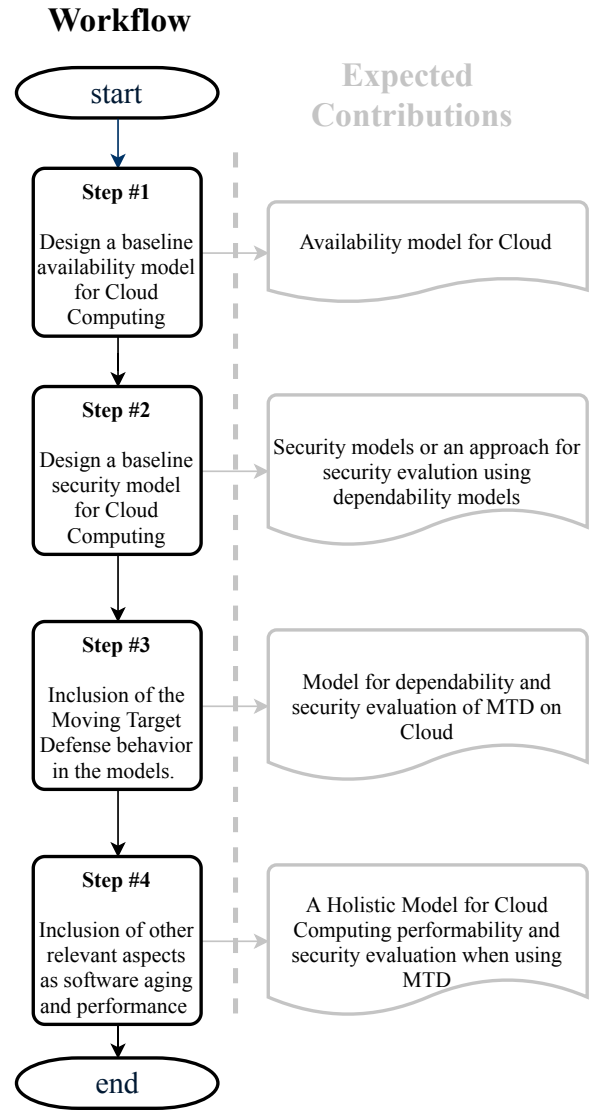 Workflow
Expected
Contributions
start
Step #1
Design a baseline
availability model
for Cloud
Computing
Availability model for Cloud
Step #2
Design a baseline
security model
for Cloud
Computing
Security models or an approach for
security evalution using
dependability models
Step #3
Inclusion of the
Moving Target
Defense behavior
in the models.
Model for dependability and
security evaluation of MTD on
Cloud
Step #4
Inclusion of other
relevant aspects
as software aging
and performance
A Holistic Model for Cloud
Computing performability and
security evaluation when using
MTD
end